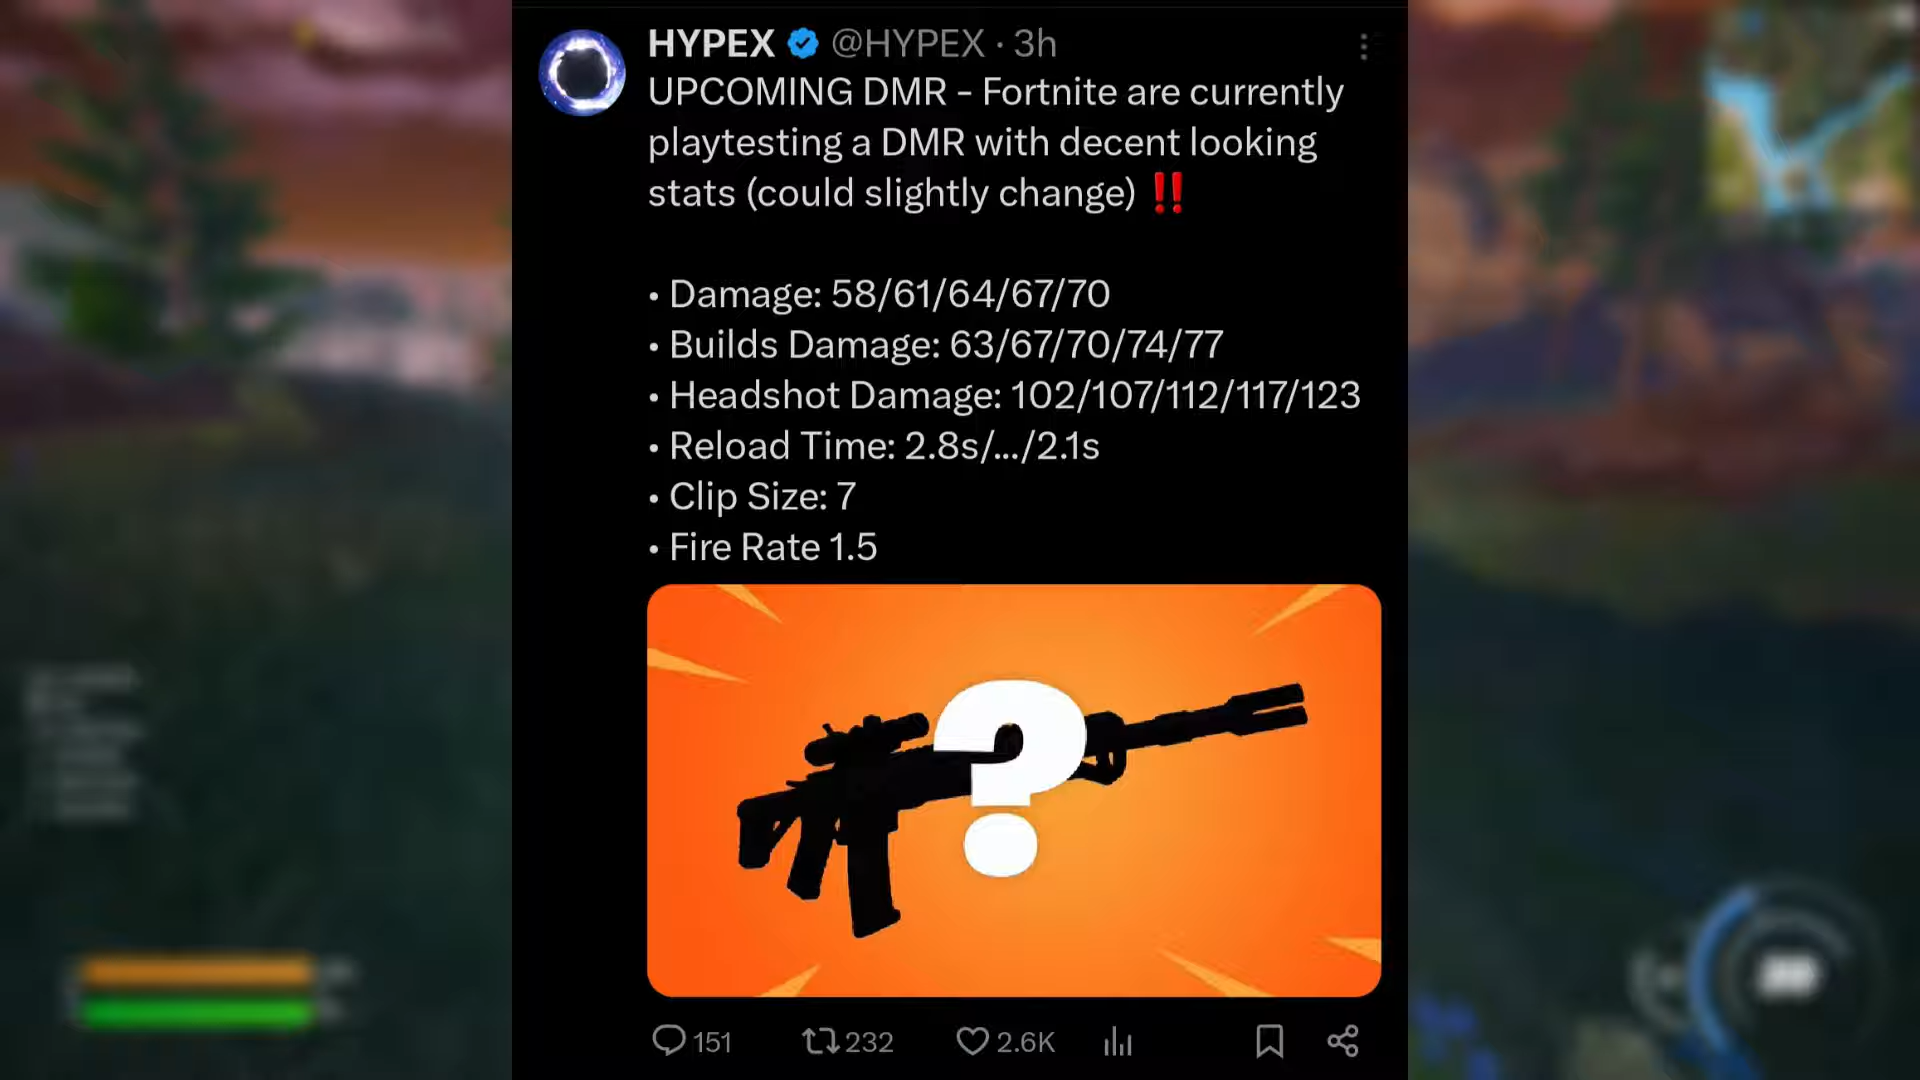 HYPEX @HYPEX · 3h
UPCOMING DMR - Fortnite are currently
playtesting a DMR with decent looking
stats (could slightly change) ‼️
• Damage: 58/61/64/67/70
• Builds Damage: 63/67/70/74/77
• Headshot Damage: 102/107/112/117/123
• Reload Time: 2.8s/.../2.1s
• Clip Size: 7
• Fire Rate 1.5
?
151 232 2.6K